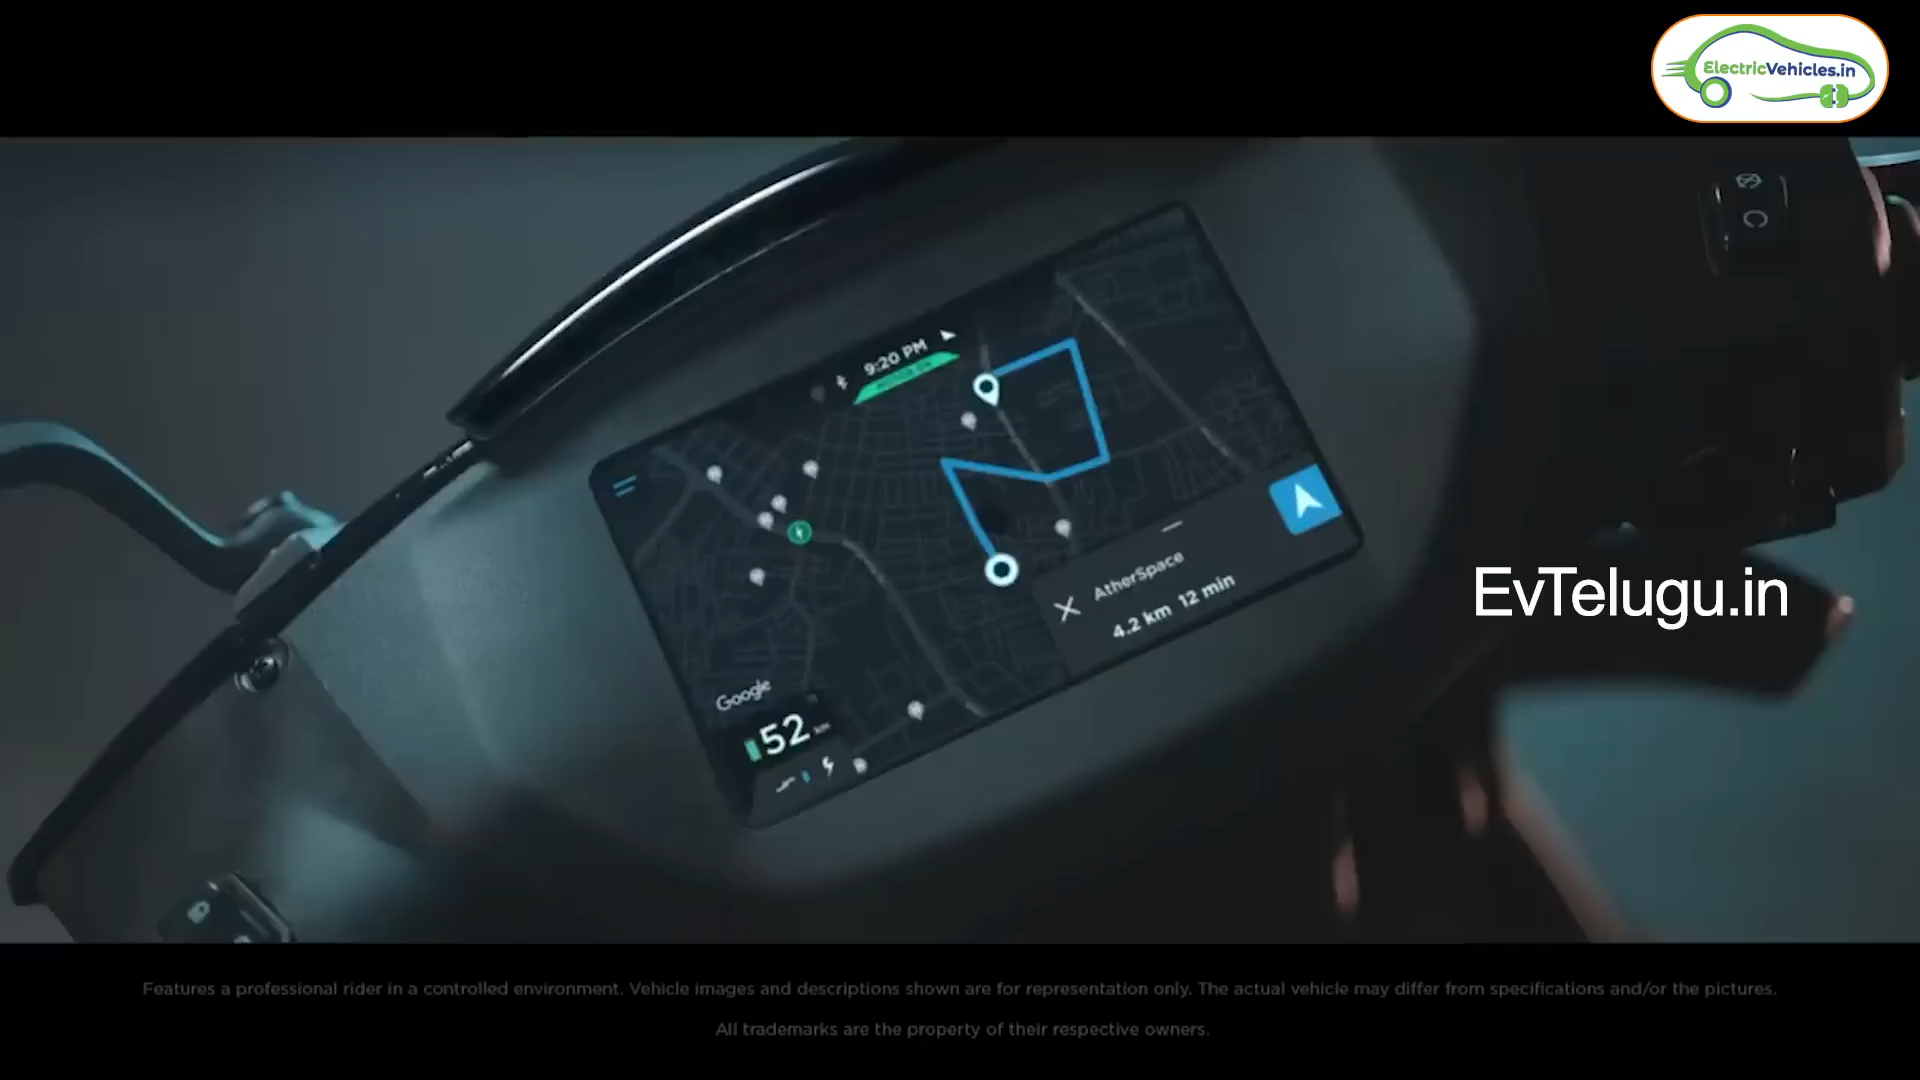 ElectricVehicles.in
9:20 PM
AtherSpace
4.2 km 12 min
EvTelugu.in
Google
52 km
Features a professional rider in a controlled environment. Vehicle images and descriptions shown are for representation only. The actual vehicle may differ from specifications and/or the pictures.
All trademarks are the property of their respective owners.